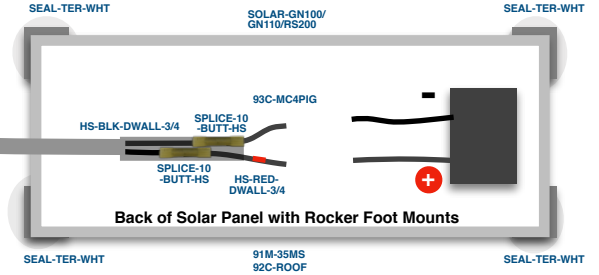 SEAL-TER-WHT
SOLAR-GN100/
GN110/RS200
SEAL-TER-WHT
-
93C-MC4PIG
SPLICE-10
-BUTT-HS
HS-BLK-DWALL-3/4
SPLICE-10
-BUTT-HS
HS-RED-
DWALL-3/4
+
Back of Solar Panel with Rocker Foot Mounts
SEAL-TER-WHT
91M-35MS
92C-ROOF
SEAL-TER-WHT